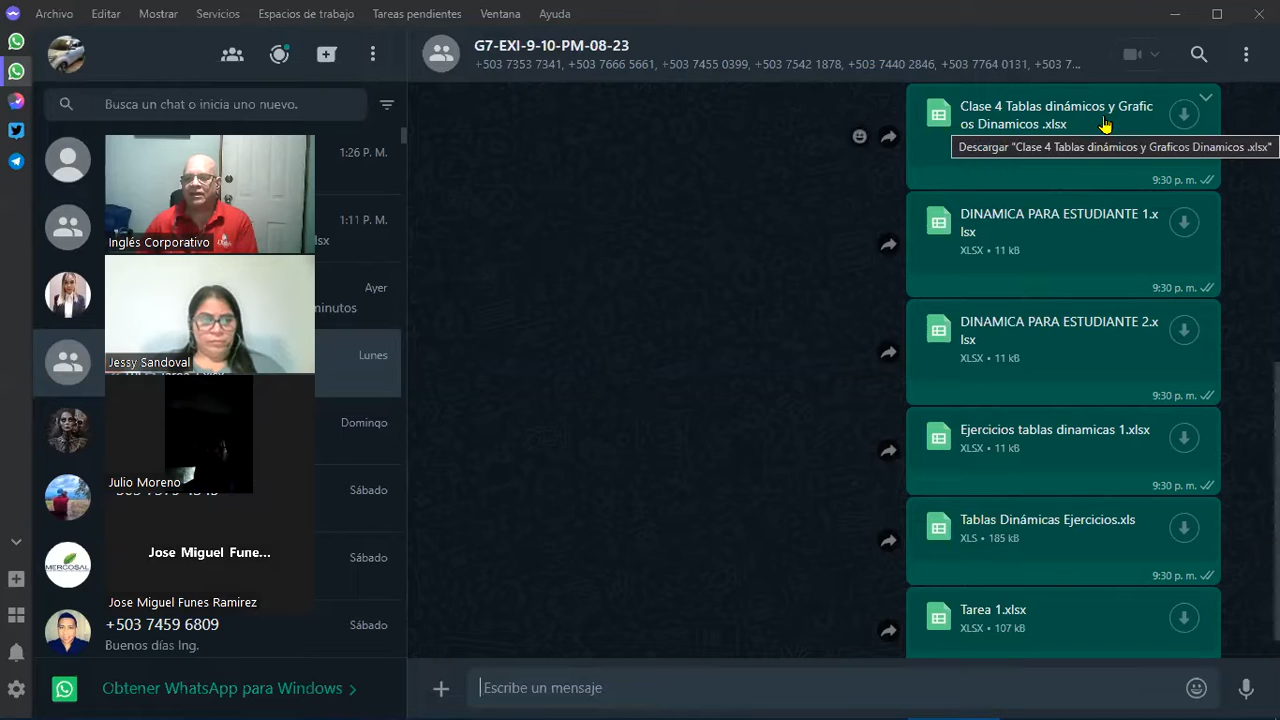 Archivo Editar Mostrar Servicios Espacios de trabajo Tareas pendientes Ventana Ayuda
G7-EXI-9-10-PM-08-23
+503 7353 7341, +503 7666 5661, +503 7455 0399, +503 7542 1878, +503 7440 2846, +503 7764 0131, +503 7...
Busca un chat o inicia uno nuevo.
1:26 P. M.
1:11 P. M.
lsx
Inglés Corporativo
Ayer
minutos
Jessy Sandoval
Lunes
Domingo
Julio Moreno
Sábado
Jose Miguel Fune...
Sábado
MERCOSAL
Jose Miguel Funes Ramirez
+503 7459 6809
Sábado
Buenos días Ing.
Obtener WhatsApp para Windows
Clase 4 Tablas dinámicos y Grafic
os Dinamicos .xlsx
Descargar "Clase 4 Tablas dinámicos y Graficos Dinamicos .xlsx"
9:30 p. m.
DINAMICA PARA ESTUDIANTE 1.x
lsx
XLSX • 11 kB
9:30 p. m.
DINAMICA PARA ESTUDIANTE 2.x
lsx
XLSX • 11 kB
9:30 p. m.
Ejercicios tablas dinamicas 1.xlsx
XLSX • 11 kB
9:30 p. m.
Tablas Dinámicas Ejercicios.xls
XLS • 185 kB
9:30 p. m.
Tarea 1.xlsx
XLSX • 107 kB
Escribe un mensaje